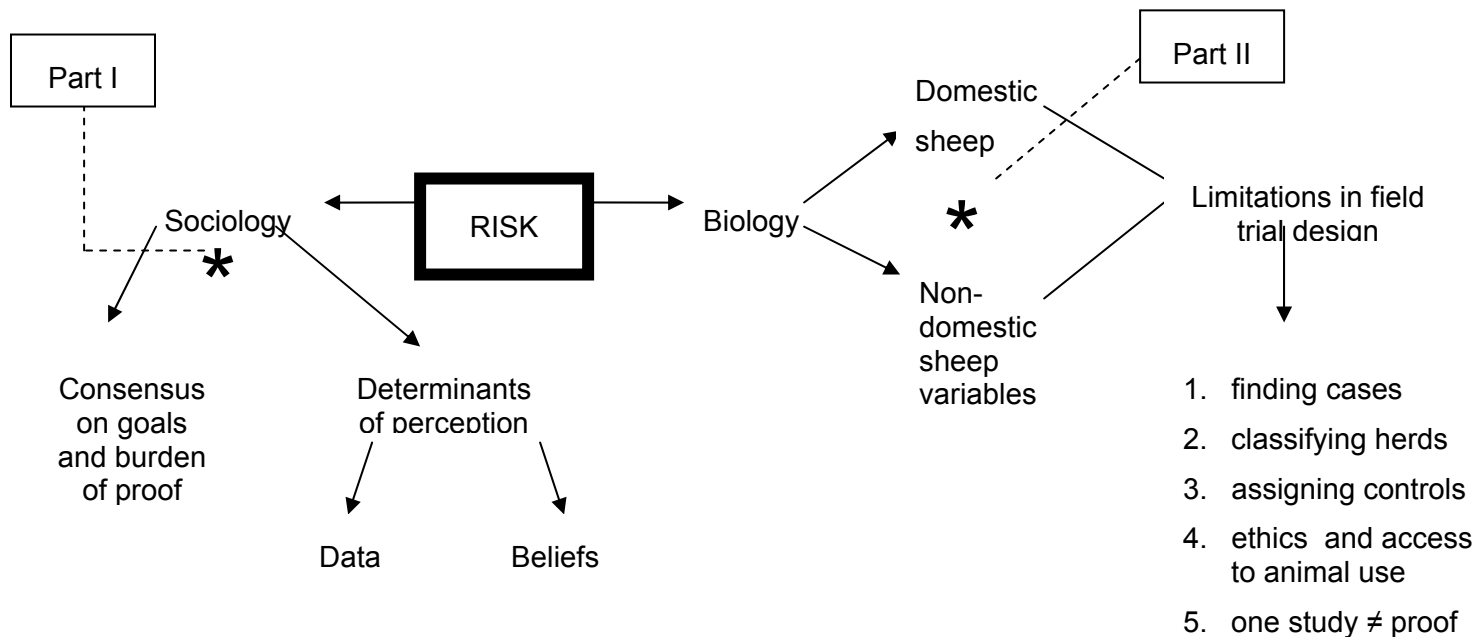 Part I
Part II
Domestic
sheep
*
Sociology
*
RISK
Biology
Limitations in field
trial design
Non-
domestic
sheep
variables
Consensus
on goals
and burden
of proof
Determinants
of perception
Data
Beliefs
1. finding cases
2. classifying herds
3. assigning controls
4. ethics and access
to animal use
5. one study ≠ proof